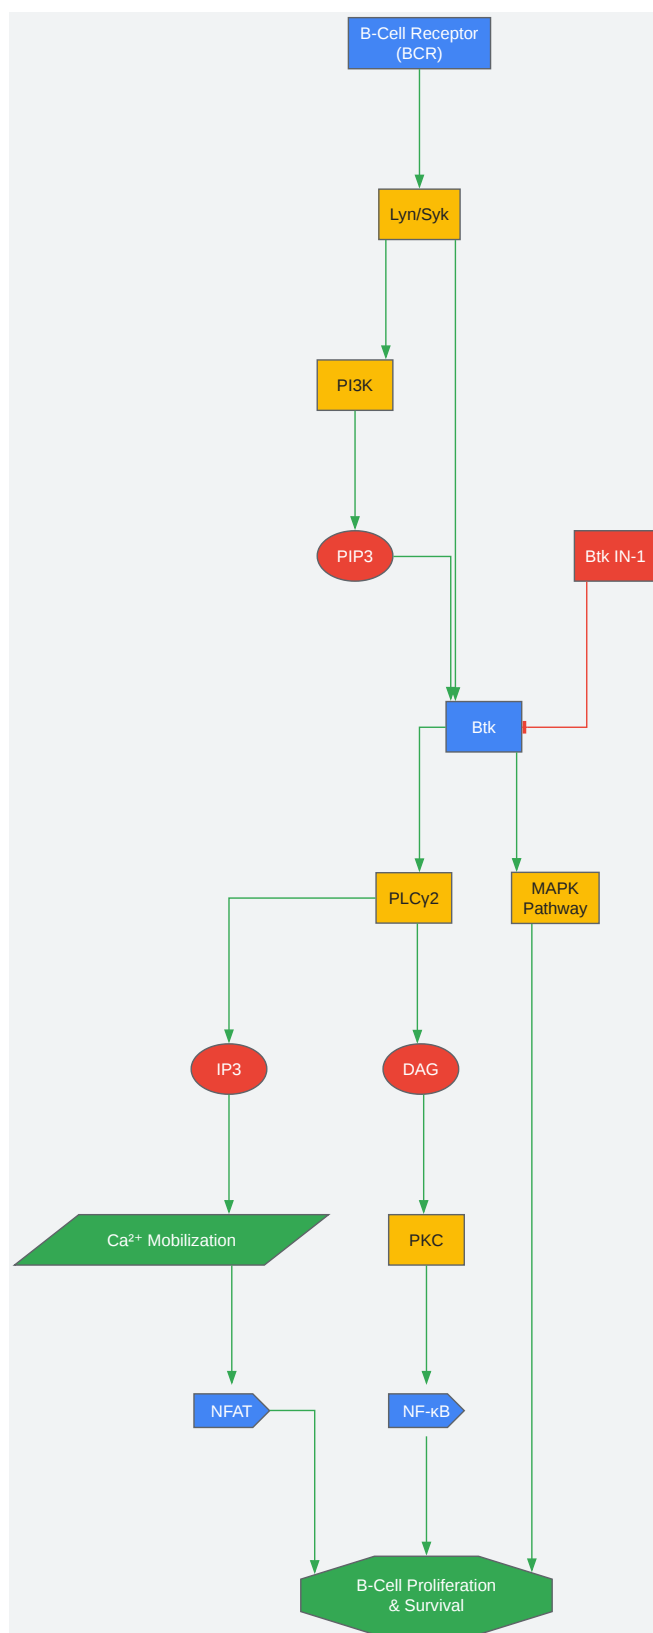 B-Cell Receptor
(BCR)
Lyn/Syk
PI3K
PIP3
Btk IN-1
Btk
PLCγ2
MAPK
Pathway
IP3
DAG
Ca²⁺ Mobilization
PKC
NFAT
NF-κB
B-Cell Proliferation
& Survival